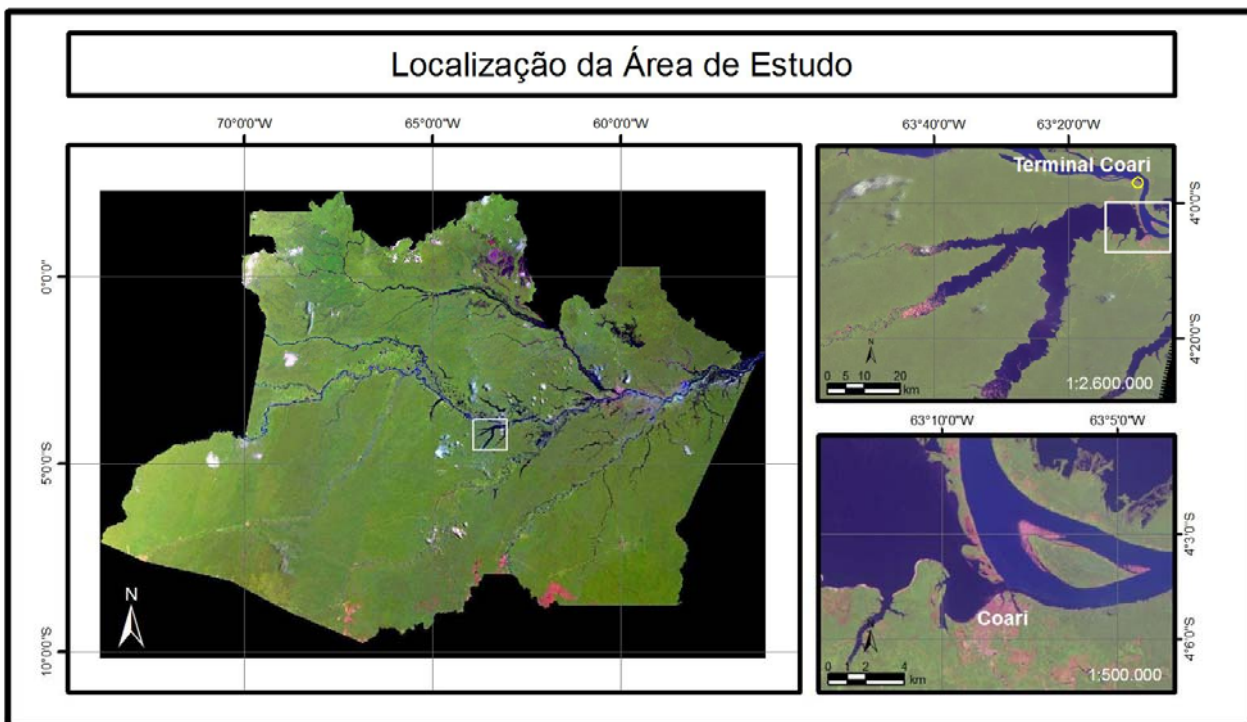 Localização da Área de Estudo
70°0'0"W
65°0'0"W
60°0'0"W
0°0'0"
5°0'0"S
10°0'0"S
N
63°40'0"W
63°20'0"W
Terminal Coari
4°0'0"S
4°20'0"S
N
0 5 10 20
km
1:2.600.000
63°10'0"W
63°5'0"W
4°3'0"S
4°6'0"S
Coari
N
0 1 2 4
km
1:500.000